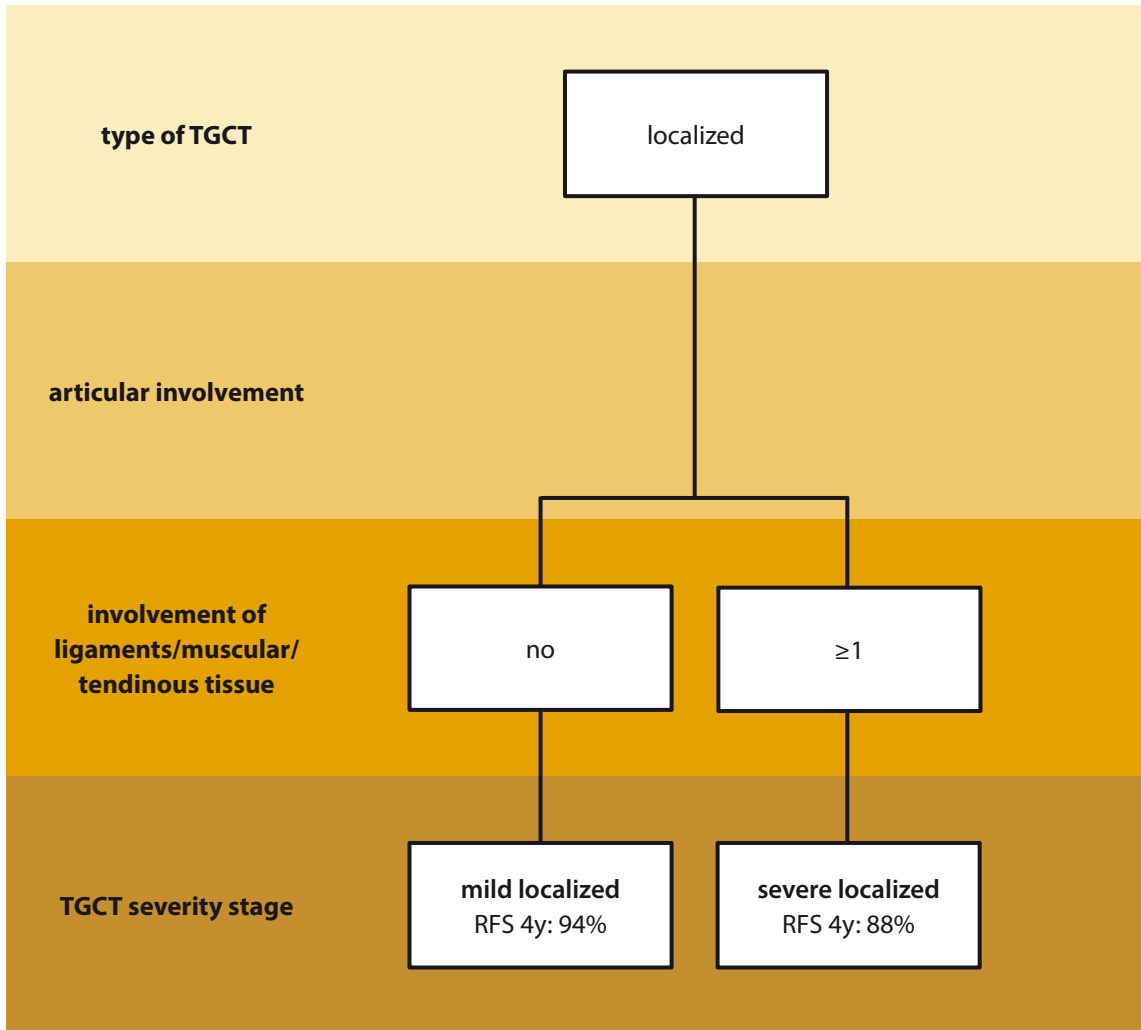 type of TGCT
localized
articular involvement
involvement of
ligaments/muscular/
tendinous tissue
no
≥1
TGCT severity stage
mild localized
RFS 4y: 94%
severe localized
RFS 4y: 88%